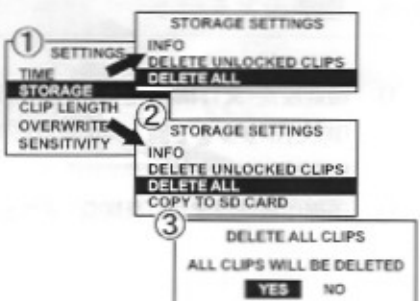 ①
SETTINGS
TIME
STORAGE
CLIP LENGTH
OVERWRITE
SENSITIVITY
STORAGE SETTINGS
INFO
DELETE UNLOCKED CLIPS
DELETE ALL
②
STORAGE SETTINGS
INFO
DELETE UNLOCKED CLIPS
DELETE ALL
COPY TO SD CARD
③
DELETE ALL CLIPS
ALL CLIPS WILL BE DELETED
YES NO